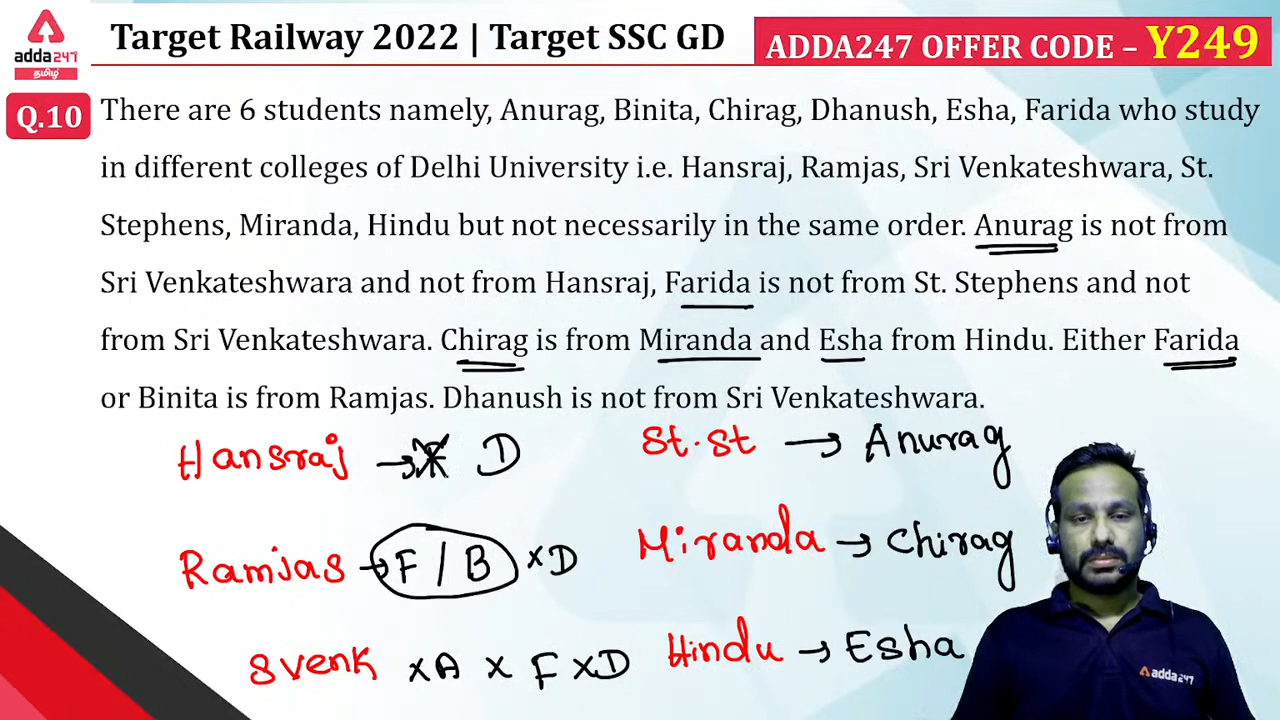 adda247
தமிழ்
Target Railway 2022 | Target SSC GD
ADDA247 OFFER CODE – Y249
Q.10
There are 6 students namely, Anurag, Binita, Chirag, Dhanush, Esha, Farida who study
in different colleges of Delhi University i.e. Hansraj, Ramjas, Sri Venkateshwara, St.
Stephens, Miranda, Hindu but not necessarily in the same order. Anurag is not from
Sri Venkateshwara and not from Hansraj, Farida is not from St. Stephens and not
from Sri Venkateshwara. Chirag is from Miranda and Esha from Hindu. Either Farida
or Binita is from Ramjas. Dhanush is not from Sri Venkateshwara.
Hansraj → D
St.St → Anurag
Ramjas → F / B × D
Miranda → Chirag
Svenk × A × F × D
Hindu → Esha
adda247